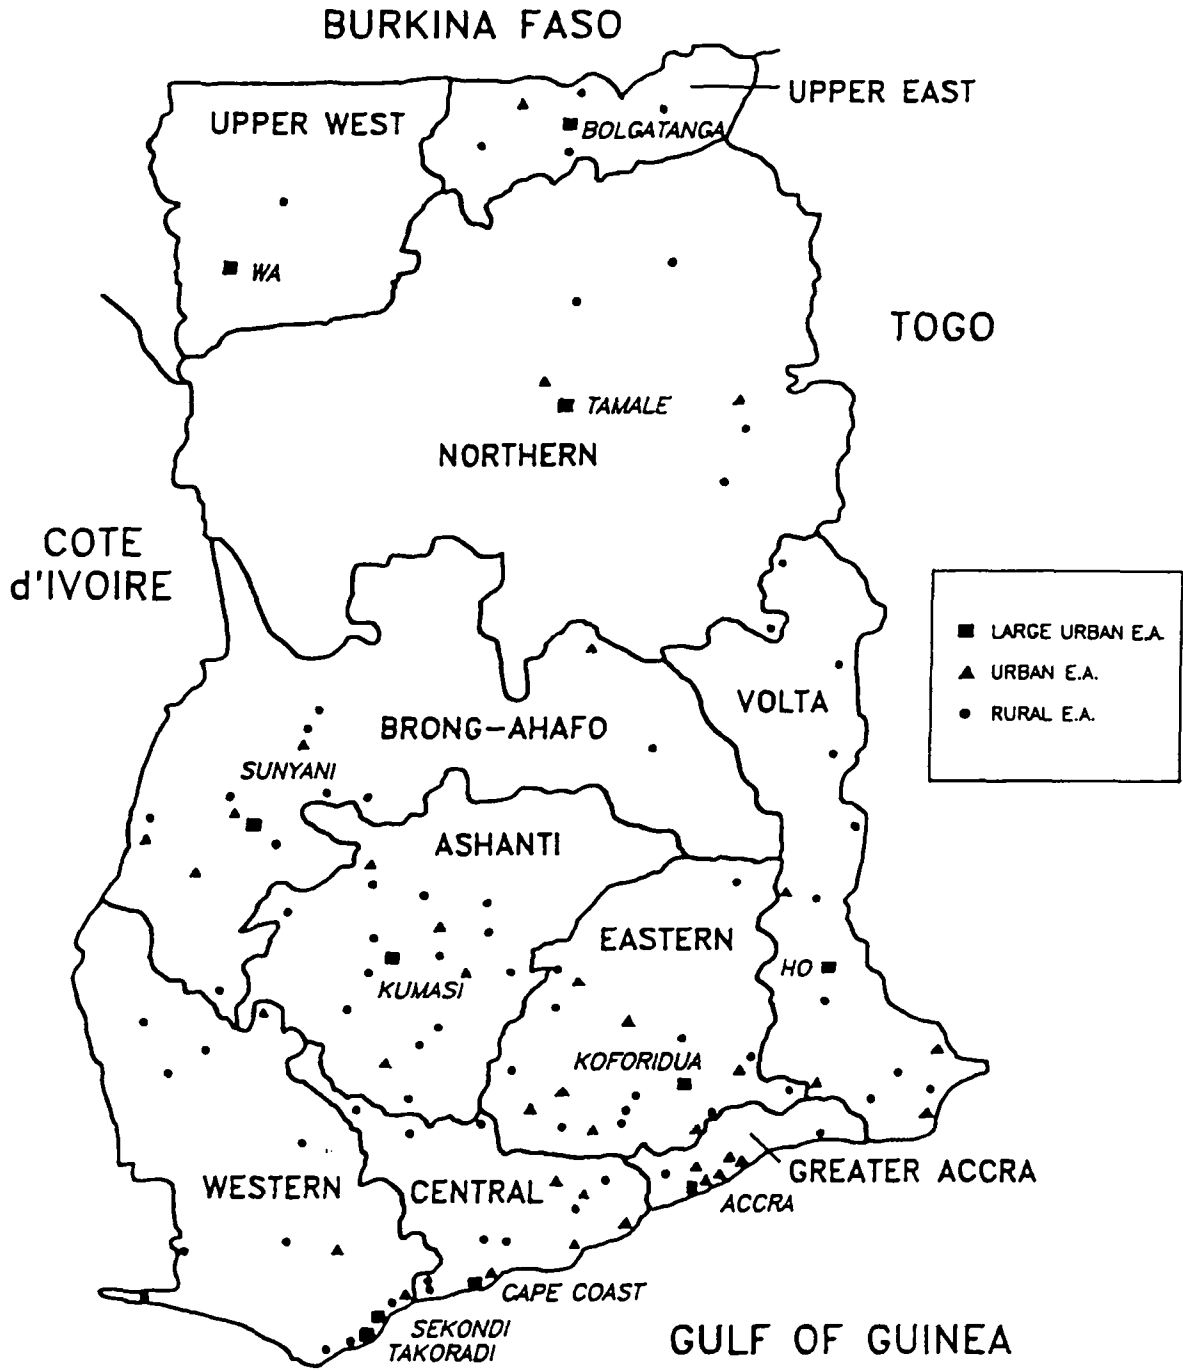 BURKINA FASO
UPPER EAST
UPPER WEST
BOLGATANGA
WA
TOGO
TAMALE
NORTHERN
COTE
d'IVOIRE
LARGE URBAN E.A.
URBAN E.A.
RURAL E.A.
VOLTA
BRONG-AHAFO
SUNYANI
ASHANTI
EASTERN
HO
KUMASI
KOFORIDUA
GREATER ACCRA
WESTERN
CENTRAL
ACCRA
CAPE COAST
SEKONDI
TAKORADI
GULF OF GUINEA